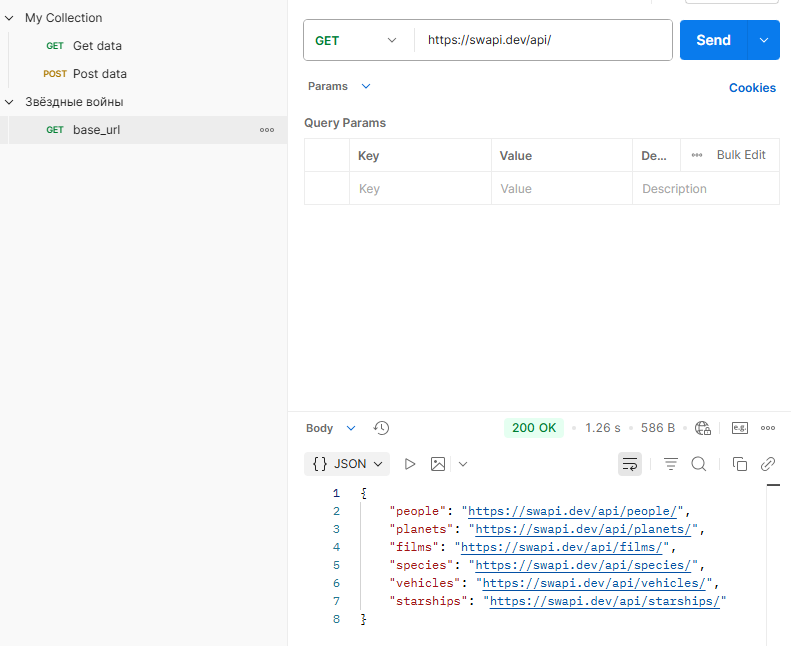 My Collection
GET Get data
POST Post data
Звёздные войны
GET base_url
GET https://swapi.dev/api/ Send
Params Cookies
Query Params
Key Value De... Bulk Edit
Key Value Description
Body 200 OK 1.26 s 586 B e.g.
{} JSON
1 {
2 "people": "https://swapi.dev/api/people/",
3 "planets": "https://swapi.dev/api/planets/",
4 "films": "https://swapi.dev/api/films/",
5 "species": "https://swapi.dev/api/species/",
6 "vehicles": "https://swapi.dev/api/vehicles/",
7 "starships": "https://swapi.dev/api/starships/"
8 }